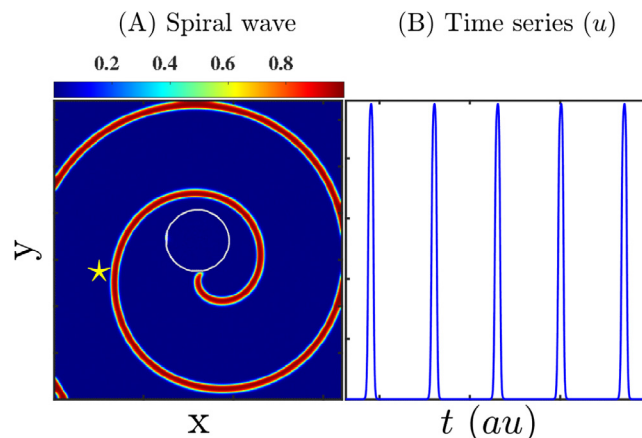 (A) Spiral wave
(B) Time series (u)
0.2 0.4 0.6 0.8
y
x
t (au)